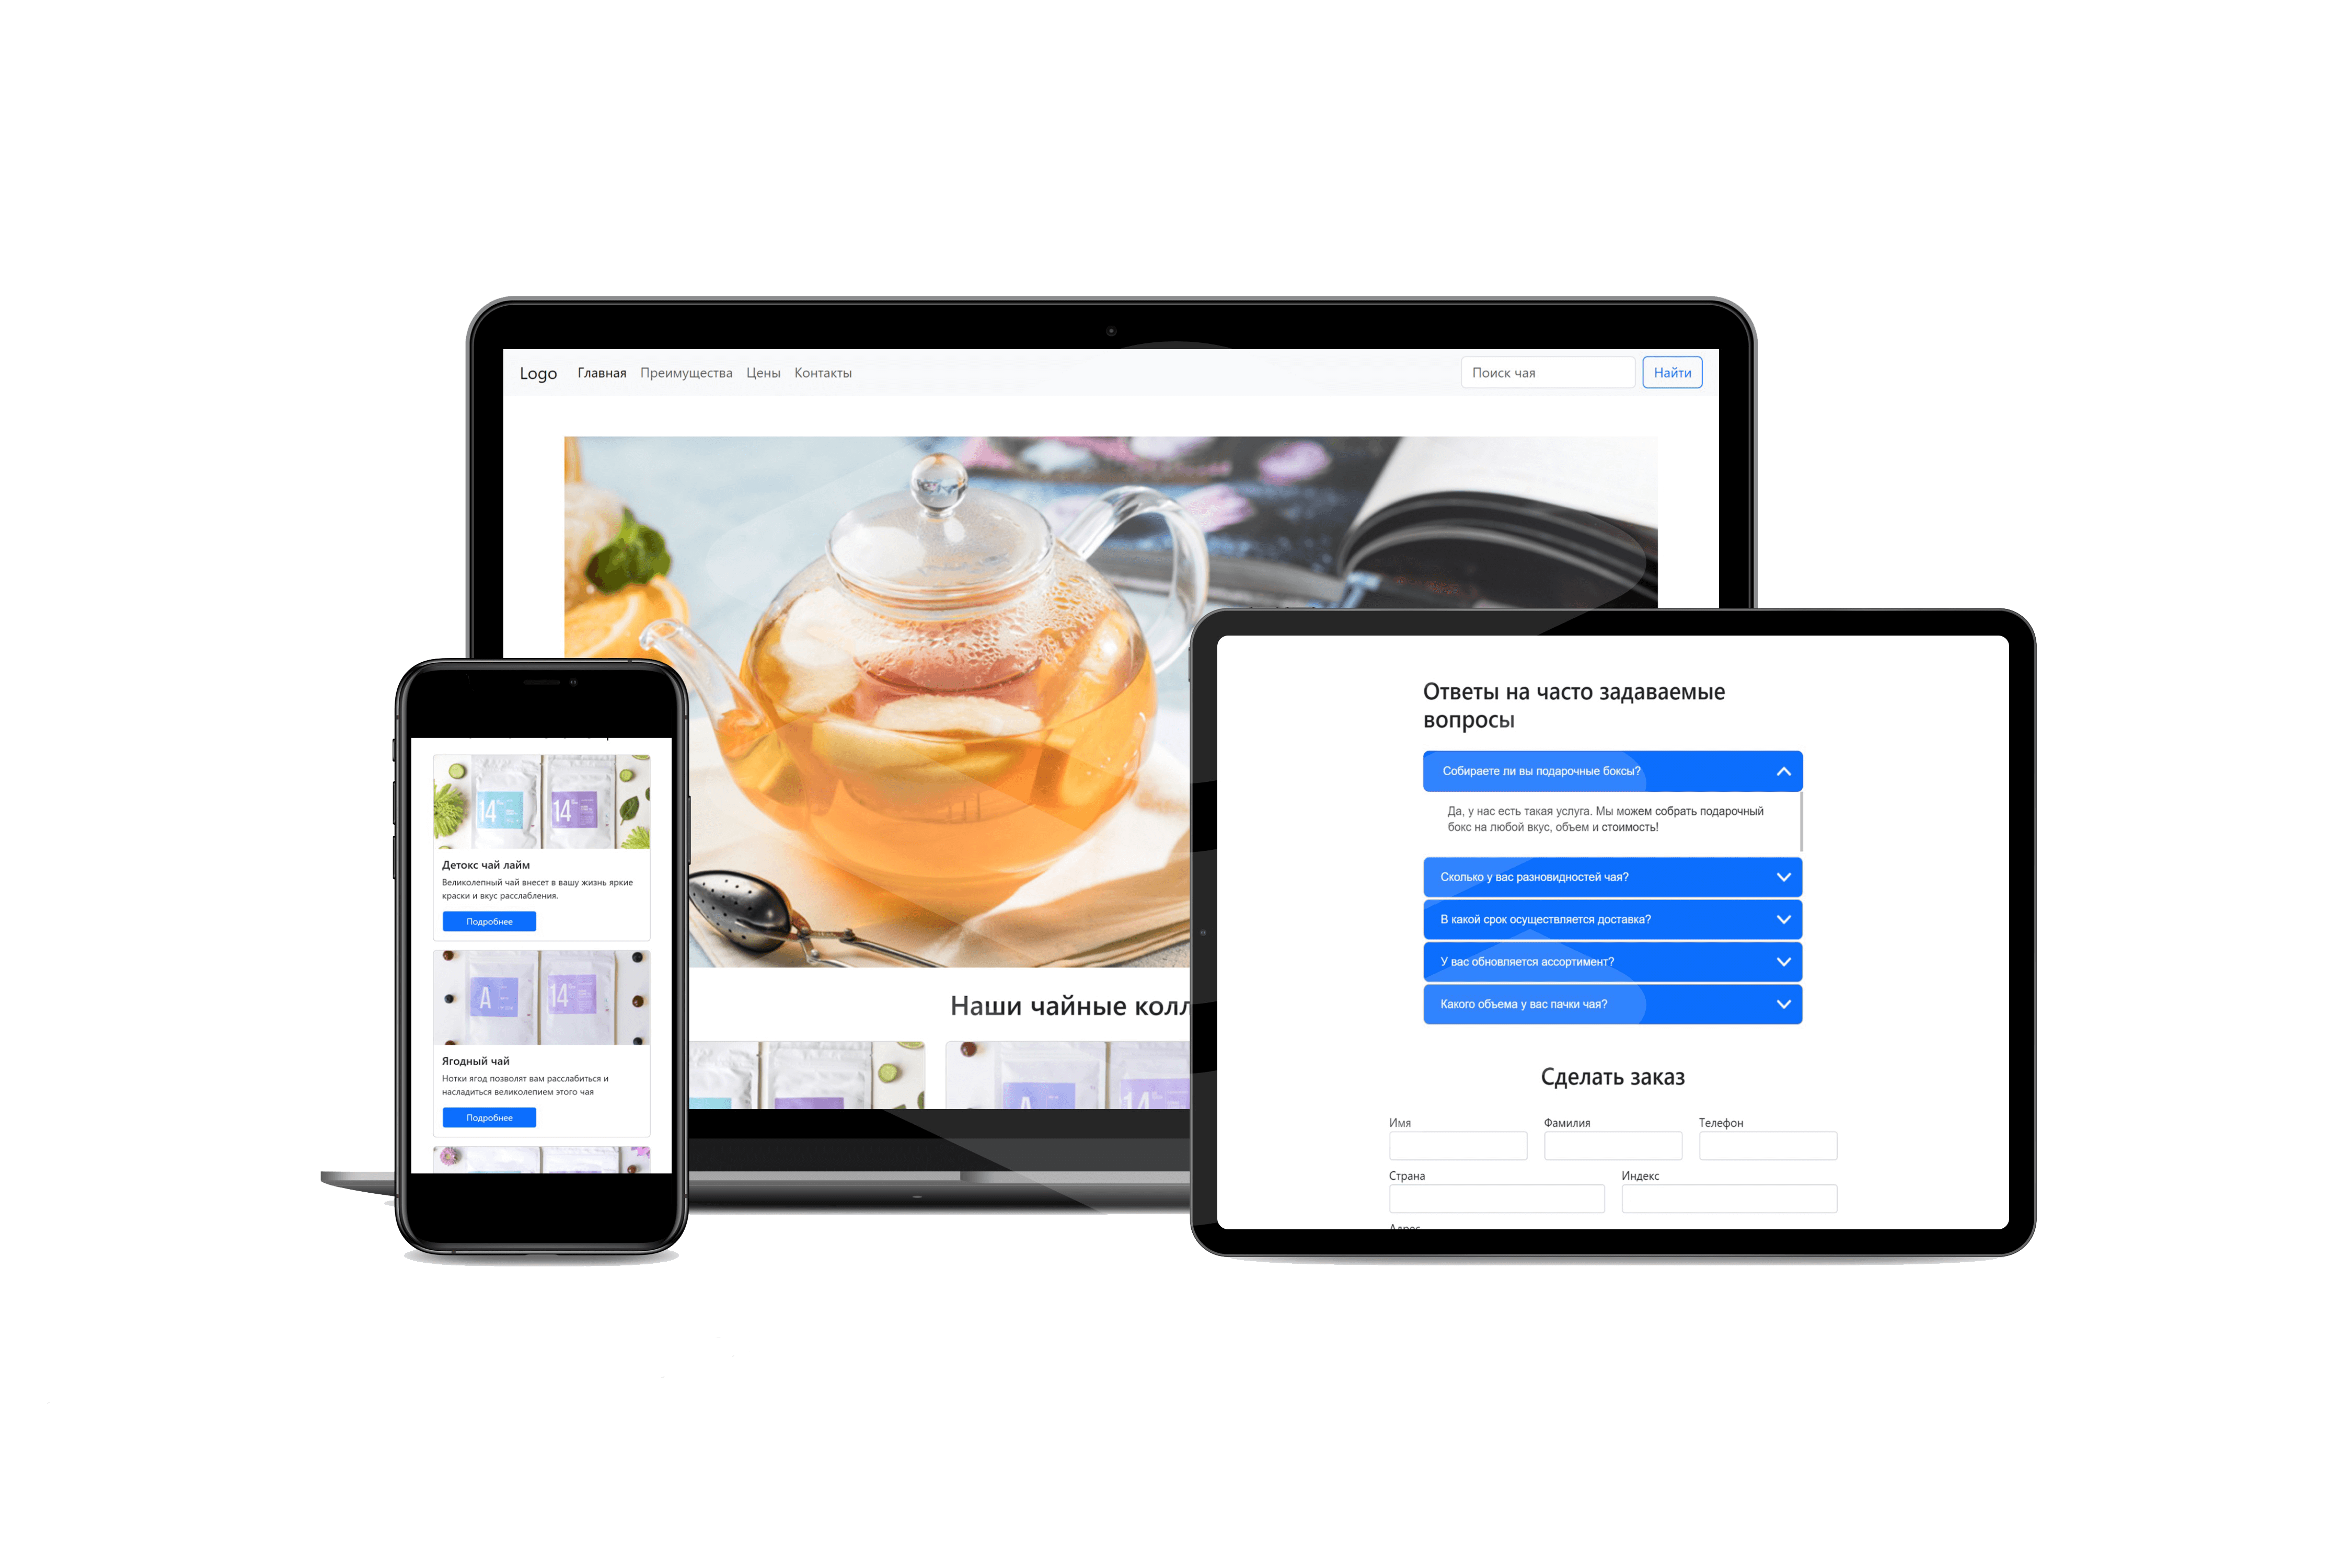 Logo Главная Преимущества Цены Контакты
Поиск чая Найти
Наши чайные колл
A 14
14 14
Детокс чай лайм
Великолепный чай внесет в вашу жизнь яркие
краски и вкус расслабления.
Подробнее
A 14
Ягодный чай
Нотки ягод позволят вам расслабиться и
насладиться великолепием этого чая
Подробнее
Ответы на часто задаваемые
вопросы
Собираете ли вы подарочные боксы?
Да, у нас есть такая услуга. Мы можем собрать подарочный
бокс на любой вкус, объем и стоимость!
Сколько у вас разновидностей чая?
В какой срок осуществляется доставка?
У вас обновляется ассортимент?
Какого объема у вас пачки чая?
Сделать заказ
Имя Фамилия Телефон
Страна Индекс
Адрес